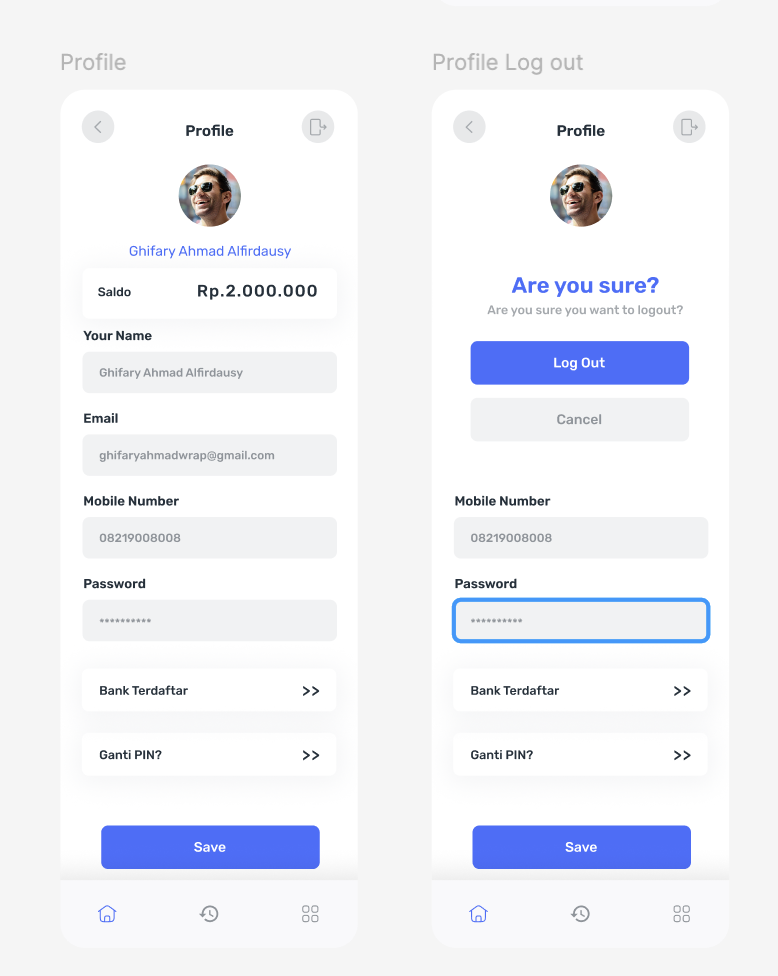 Profile
Profile
Ghifary Ahmad Alfirdausy
Saldo Rp.2.000.000
Your Name
Ghifary Ahmad Alfirdausy
Email
ghifaryahmadwrap@gmail.com
Mobile Number
08219008008
Password
**********
Bank Terdaftar >>
Ganti PIN? >>
Save
Profile Log out
Profile
Are you sure?
Are you sure you want to logout?
Log Out
Cancel
Mobile Number
08219008008
Password
**********
Bank Terdaftar >>
Ganti PIN? >>
Save